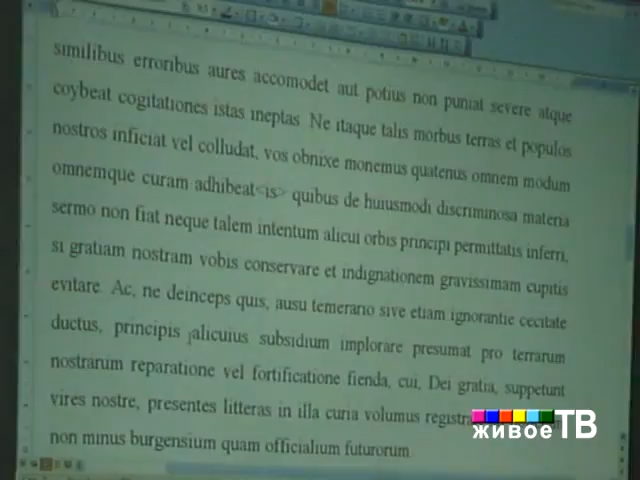 similibus erroribus aures accomodet aut potius non puniat severe atque
coybeat cogitationes istas ineptas. Ne itaque talis morbus terras et populos
nostros inficiat vel colludat, vos obnixe monemus quatenus omnem modum
omnemque curam adhibeat<is> quibus de huiusmodi discriminosa materia
sermo non fiat neque talem intentum alicui orbis principi permittatis inferri,
si gratiam nostram vobis conservare et indignationem gravissimam cupitis
evitare. Ac, ne deinceps quis, ausu temerario sive etiam ignorantie cecitate
ductus, principis alicuius subsidium implorare presumat pro terrarum
nostrarum reparatione vel fortificatione fienda, cui, Dei gratia, suppetunt
vires nostre, presentes litteras in illa curia volumus
non minus burgensium quam officialium futurorum.
живоеТВ